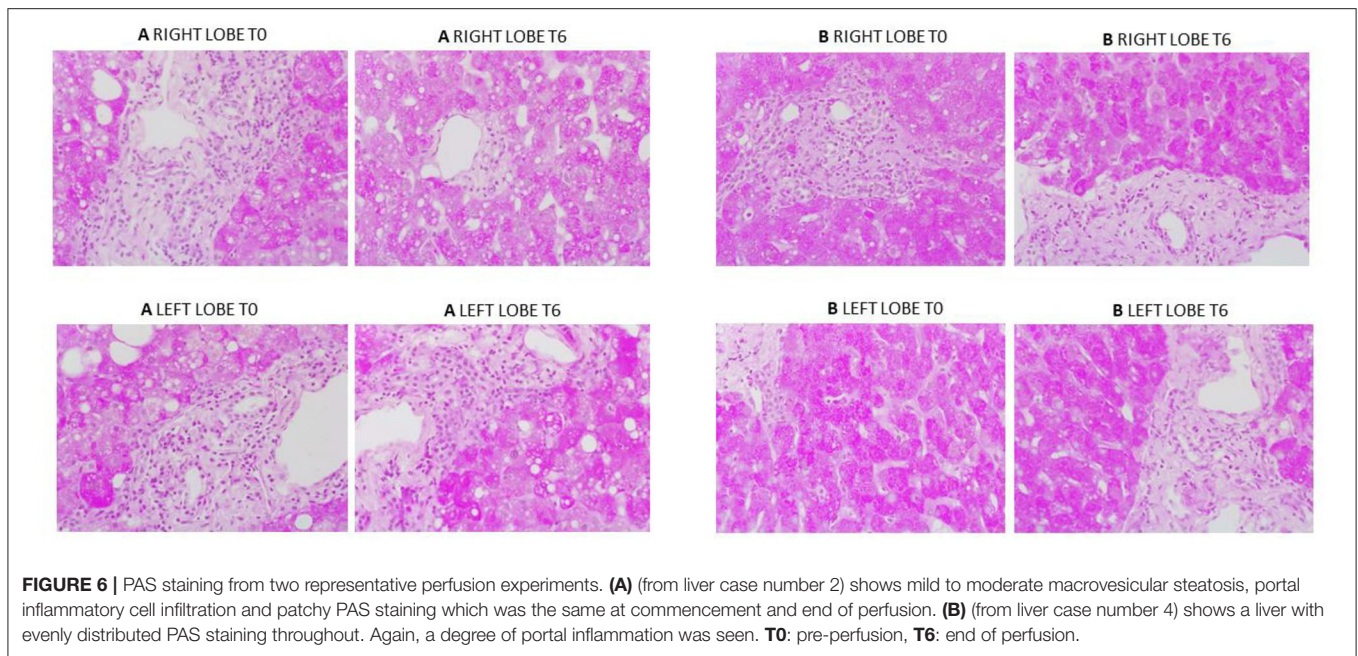 A RIGHT LOBE T0
A RIGHT LOBE T6
B RIGHT LOBE T0
B RIGHT LOBE T6
A LEFT LOBE T0
A LEFT LOBE T6
B LEFT LOBE T0
B LEFT LOBE T6
FIGURE 6 | PAS staining from two representative perfusion experiments. (A) (from liver case number 2) shows mild to moderate macrovesicular steatosis, portal
inflammatory cell infiltration and patchy PAS staining which was the same at commencement and end of perfusion. (B) (from liver case number 4) shows a liver with
evenly distributed PAS staining throughout. Again, a degree of portal inflammation was seen. T0: pre-perfusion, T6: end of perfusion.